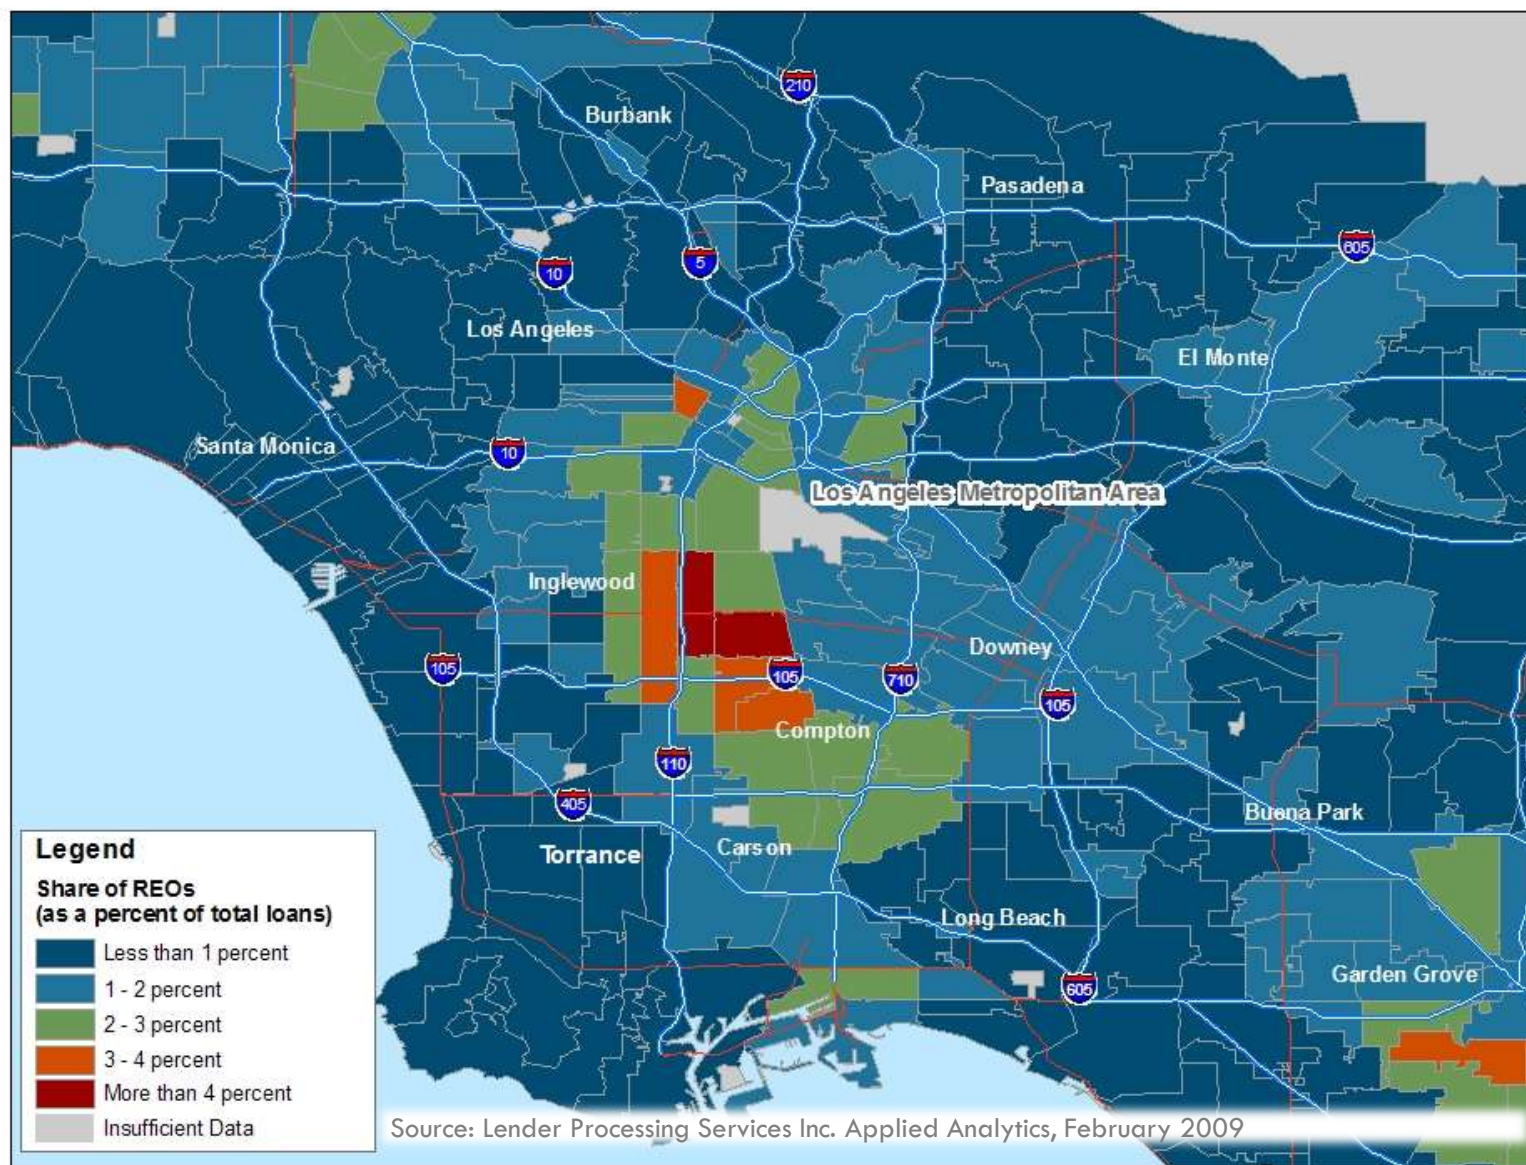 210
Burbank
Pasadena
605
5
10
Los Angeles
El Monte
Santa Monica
10
Los Angeles Metropolitan Area
Inglewood
Downey
105
105
710
105
Compton
110
405
Buena Park
Torrance
Carson
Long Beach
Garden Grove
605
Legend
Share of REOs
(as a percent of total loans)
Less than 1 percent
1 - 2 percent
2 - 3 percent
3 - 4 percent
More than 4 percent
Insufficient Data
Source: Lender Processing Services Inc. Applied Analytics, February 2009